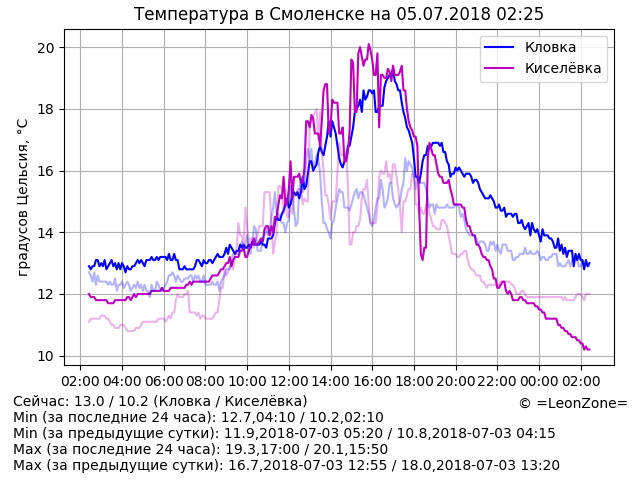 Температура в Смоленске на 05.07.2018 02:25
Кловка
Киселёвка
градусов Цельсия, °C
20
18
16
14
12
10
02:00 04:00 06:00 08:00 10:00 12:00 14:00 16:00 18:00 20:00 22:00 00:00 02:00
Сейчас: 13.0 / 10.2 (Кловка / Киселёвка)
© =LeonZone=
Min (за последние 24 часа): 12.7,04:10 / 10.2,02:10
Min (за предыдущие сутки): 11.9,2018-07-03 05:20 / 10.8,2018-07-03 04:15
Max (за последние 24 часа): 19.3,17:00 / 20.1,15:50
Max (за предыдущие сутки): 16.7,2018-07-03 12:55 / 18.0,2018-07-03 13:20